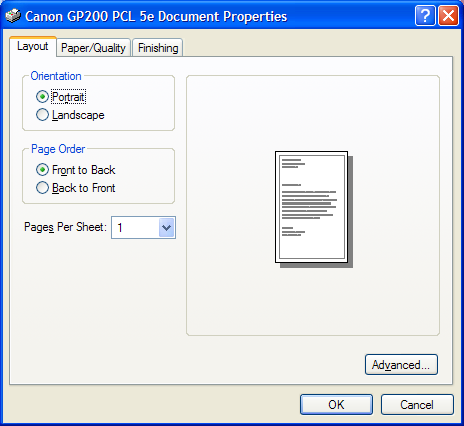 Canon GP200 PCL 5e Document Properties
Layout
Paper/Quality
Finishing
Orientation
Portrait
Landscape
Page Order
Front to Back
Back to Front
Pages Per Sheet: 1
Advanced...
OK
Cancel